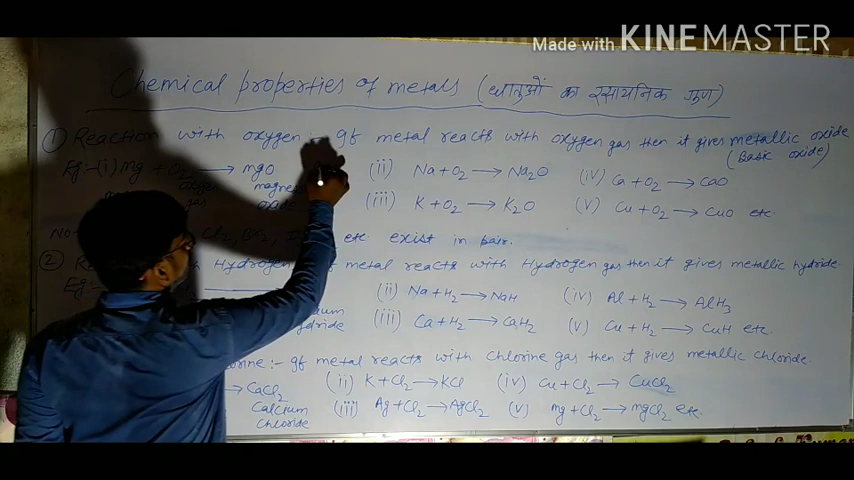 Made with KINEMASTER
Chemical properties of metals (धातुओं का रसायनिक गुण)
① Reaction with oxygen :- If metal reacts with oxygen gas then it gives metallic oxide
(Basic oxide)
Eg:-(i) Mg + O2 → MgO (ii) Na + O2 → Na2O (iv) Ca + O2 → CaO
oxygen gas
(iii) K + O2 → K2O (v) Cu + O2 → CuO etc
etc exist in pair.
② Hydrogen If metal reacts with Hydrogen gas then it gives metallic hydride
Eg:- (ii) Na + H2 → NaH (iv) Al + H2 → AlH3
(iii) Ca + H2 → CaH2 (v) Cu + H2 → CuH etc.
:- If metal reacts with chlorine gas then it gives metallic chloride.
→ CaCl2 (ii) K + Cl2 → KCl (iv) Cu + Cl2 → CuCl2
Calcium chloride (iii) Ag + Cl2 → AgCl2 (v) Mg + Cl2 → MgCl2 etc.